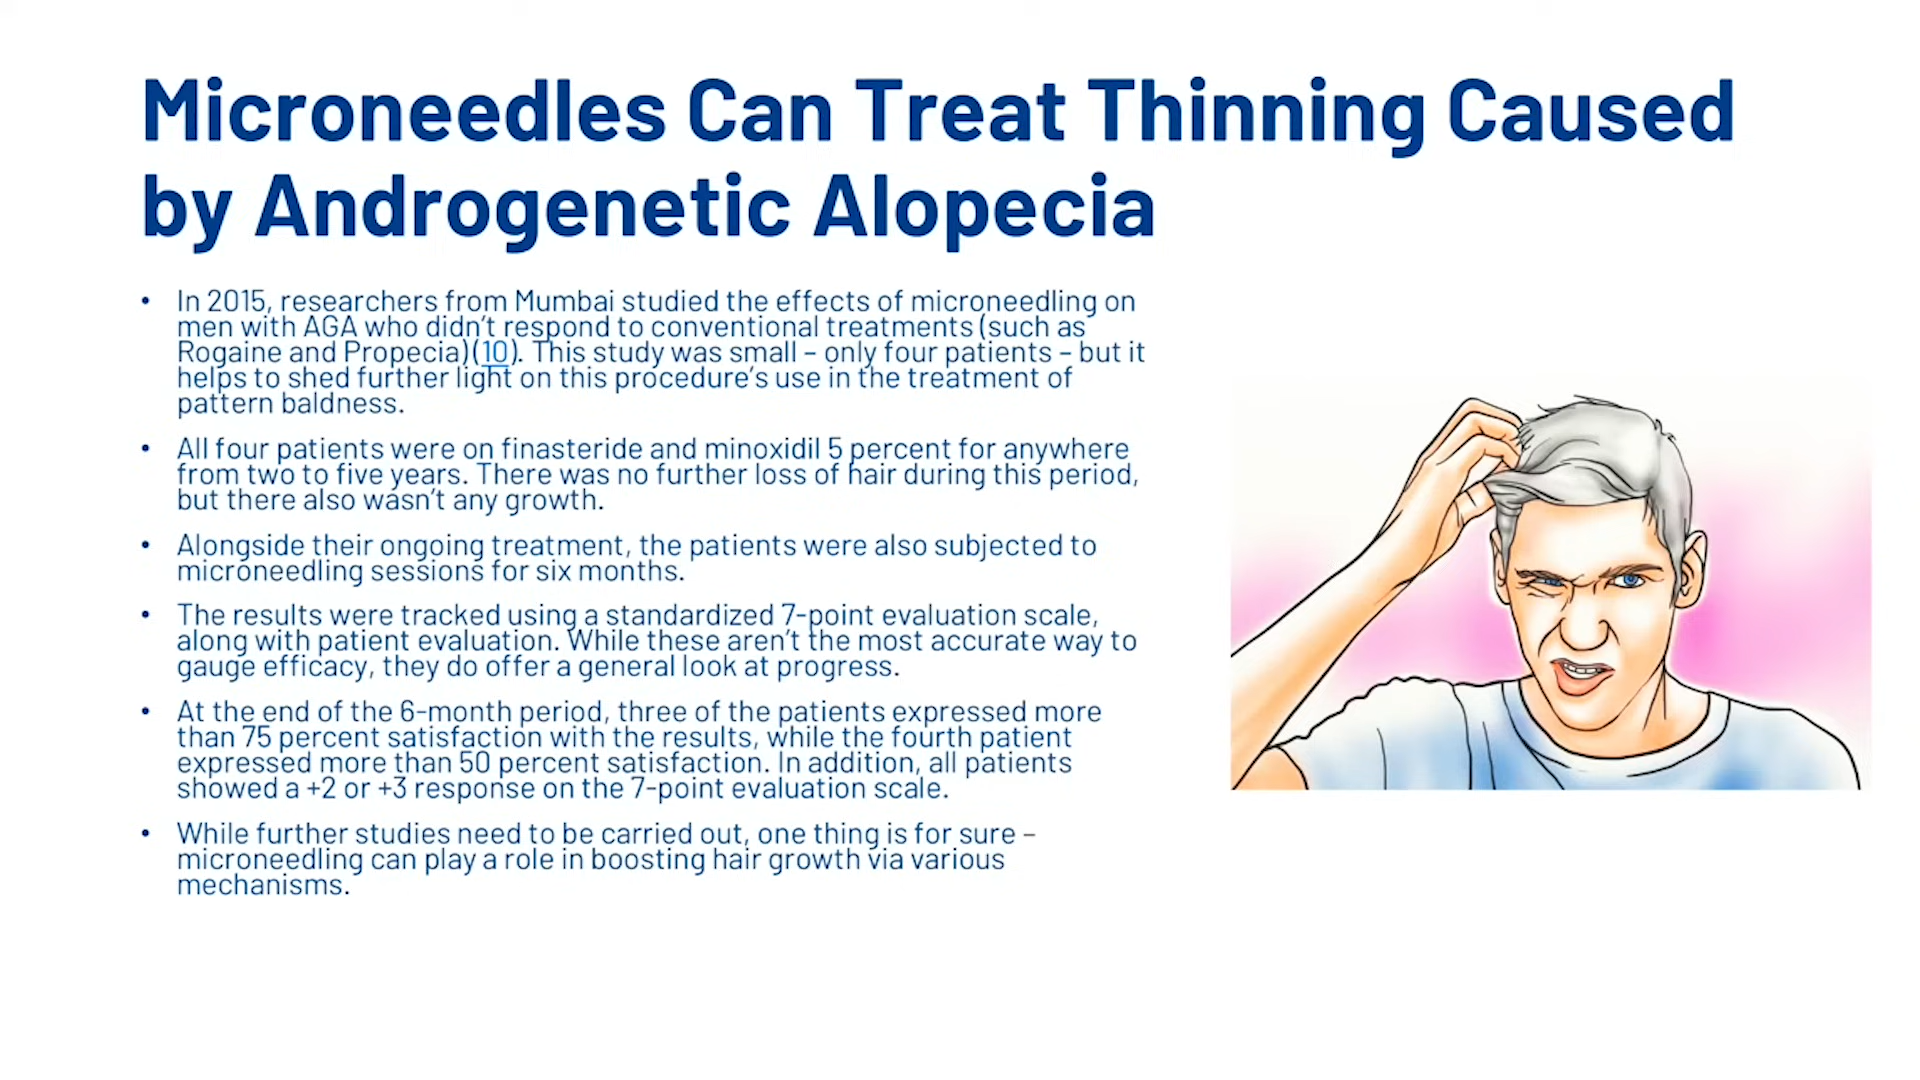 Microneedles Can Treat Thinning Caused
by Androgenetic Alopecia
• In 2015, researchers from Mumbai studied the effects of microneedling on
men with AGA who didn't respond to conventional treatments (such as
Rogaine and Propecia)(10). This study was small – only four patients – but it
helps to shed further light on this procedure's use in the treatment of
pattern baldness.
• All four patients were on finasteride and minoxidil 5 percent for anywhere
from two to five years. There was no further loss of hair during this period,
but there also wasn't any growth.
• Alongside their ongoing treatment, the patients were also subjected to
microneedling sessions for six months.
• The results were tracked using a standardized 7-point evaluation scale,
along with patient evaluation. While these aren't the most accurate way to
gauge efficacy, they do offer a general look at progress.
• At the end of the 6-month period, three of the patients expressed more
than 75 percent satisfaction with the results, while the fourth patient
expressed more than 50 percent satisfaction. In addition, all patients
showed a +2 or +3 response on the 7-point evaluation scale.
• While further studies need to be carried out, one thing is for sure –
microneedling can play a role in boosting hair growth via various
mechanisms.